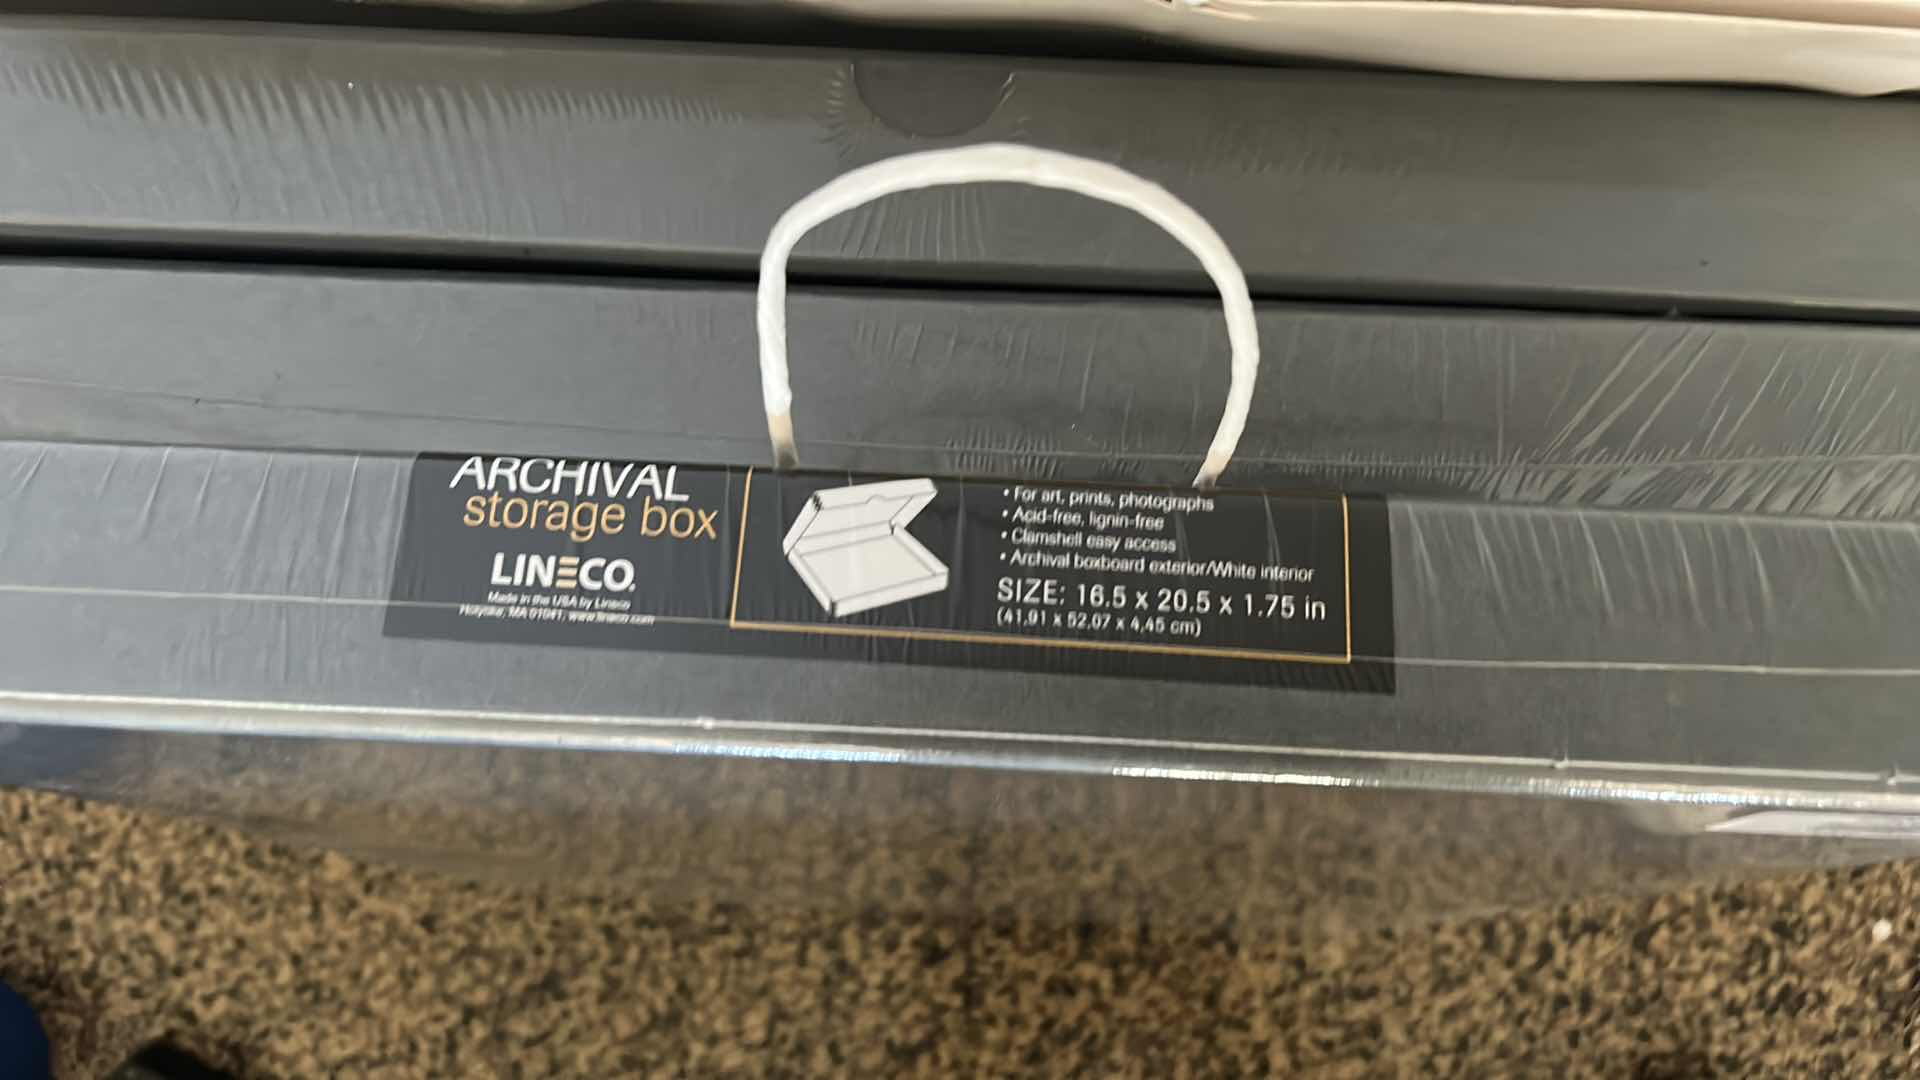 ARCHIVAL
storage box
LINECO.
Made in the USA by Lineco
Holyoke, MA 01041, www.lineco.com
• For art, prints, photographs
• Acid-free, lignin-free
• Clamshell easy access
• Archival boxboard exterior/White interior
SIZE: 16.5 x 20.5 x 1.75 in
(41.91 x 52.07 x 4.45 cm)